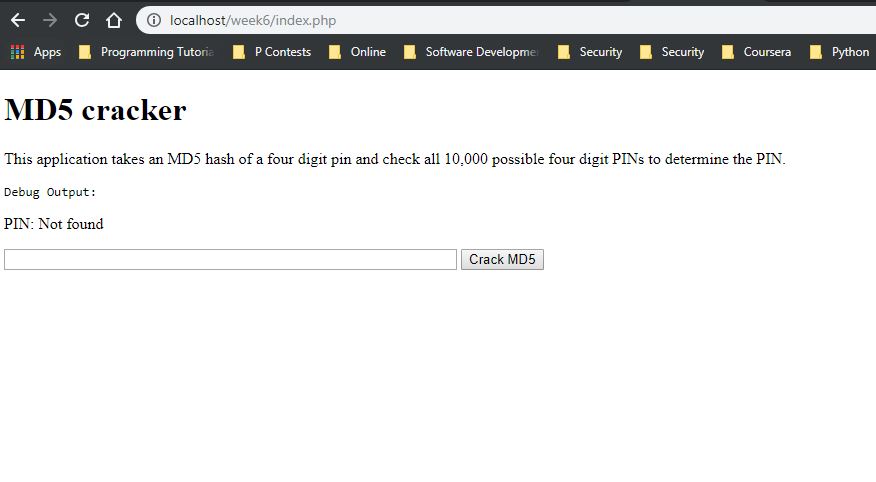 localhost/week6/index.php
Apps Programming Tutoria P Contests Online Software Developme Security Security Coursera Python
MD5 cracker
This application takes an MD5 hash of a four digit pin and check all 10,000 possible four digit PINs to determine the PIN.
Debug Output:
PIN: Not found
Crack MD5